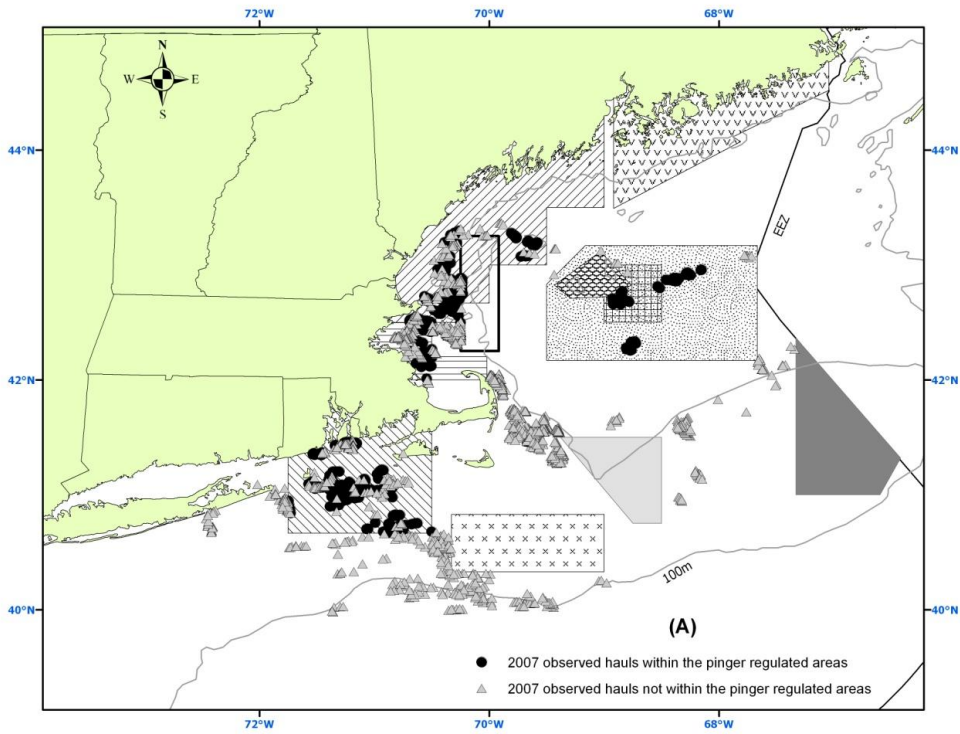 72°W 70°W 68°W
N
W E
S
44°N 44°N
EEZ
42°N 42°N
100m
40°N 40°N
(A)
2007 observed hauls within the pinger regulated areas
2007 observed hauls not within the pinger regulated areas
72°W 70°W 68°W